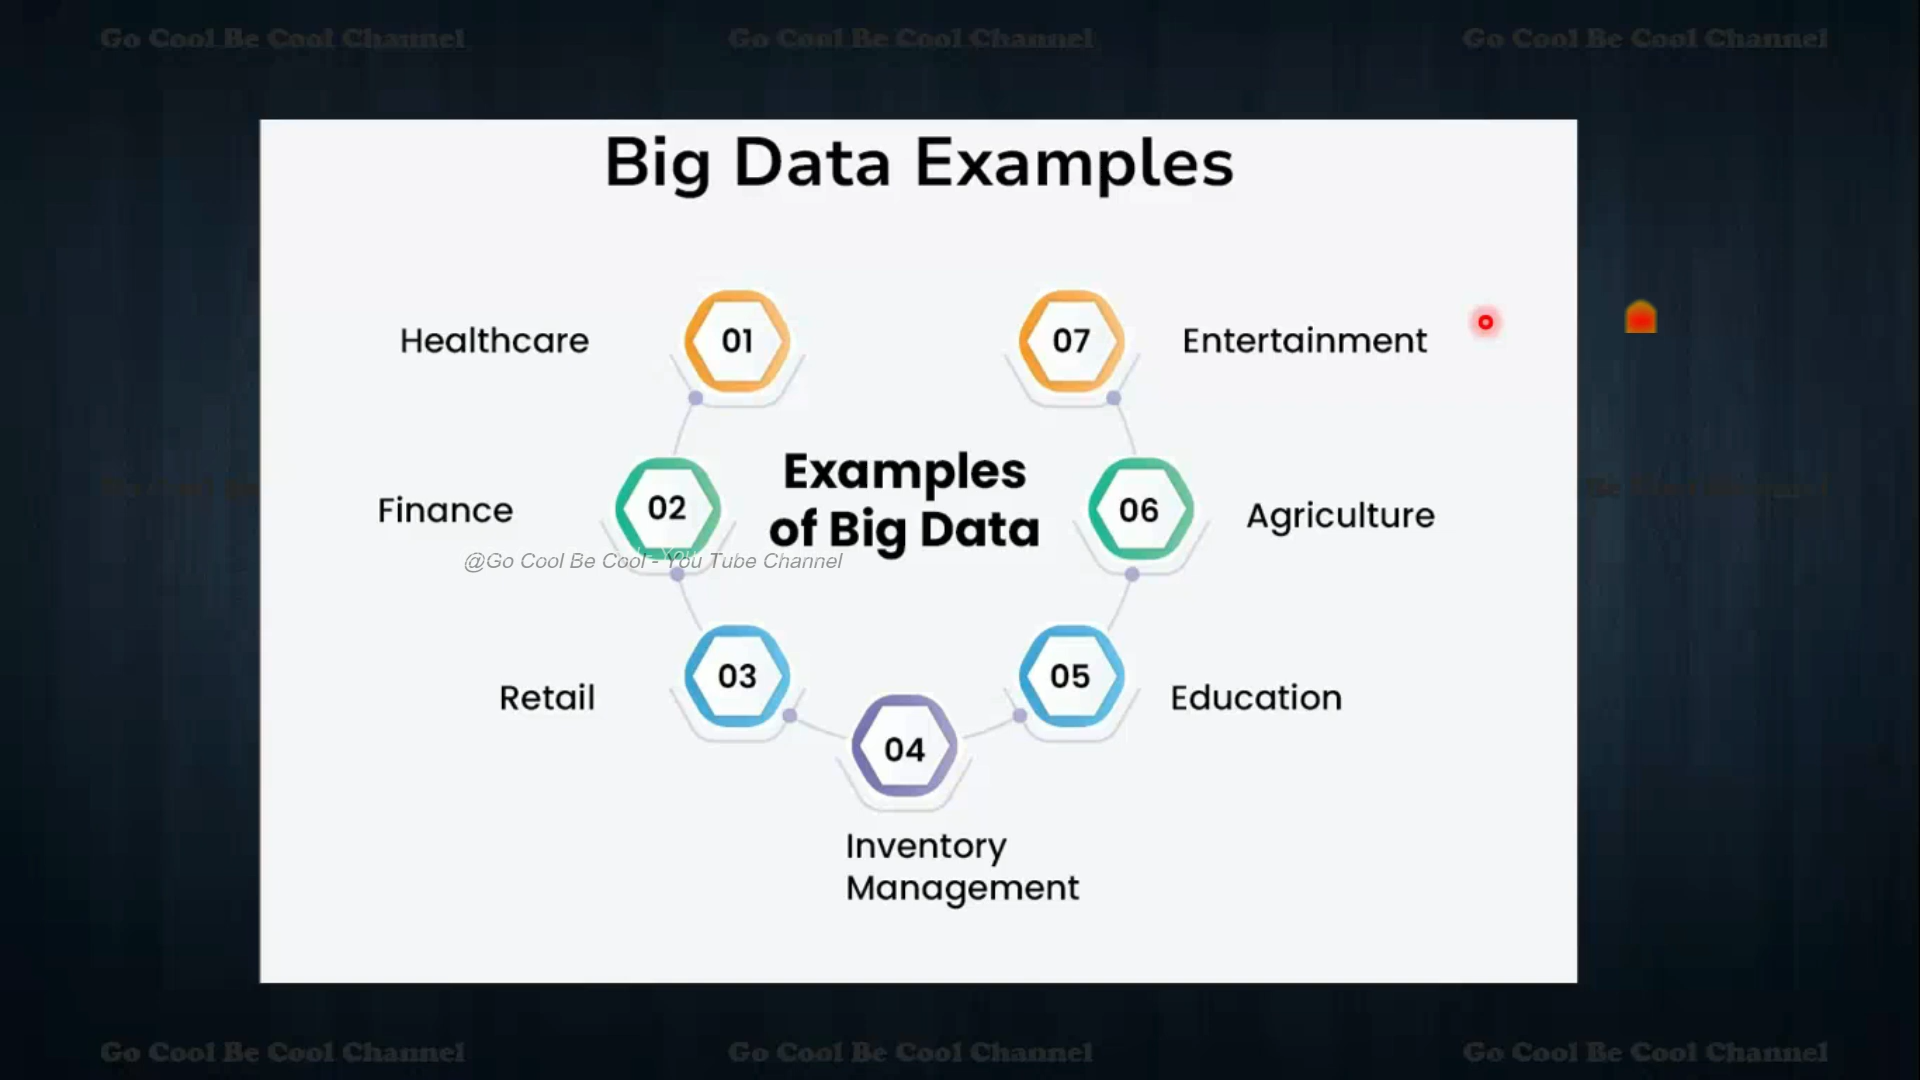 Go Cool Be Cool Channel
Go Cool Be Cool Channel
Go Cool Be Cool Channel
Big Data Examples
Healthcare
01
07
Entertainment
Finance
02
Examples
of Big Data
06
Agriculture
@Go Cool Be Cool - You Tube Channel
Retail
03
05
Education
04
Inventory
Management
Go Cool Be Cool Channel
Go Cool Be Cool Channel
Go Cool Be Cool Channel